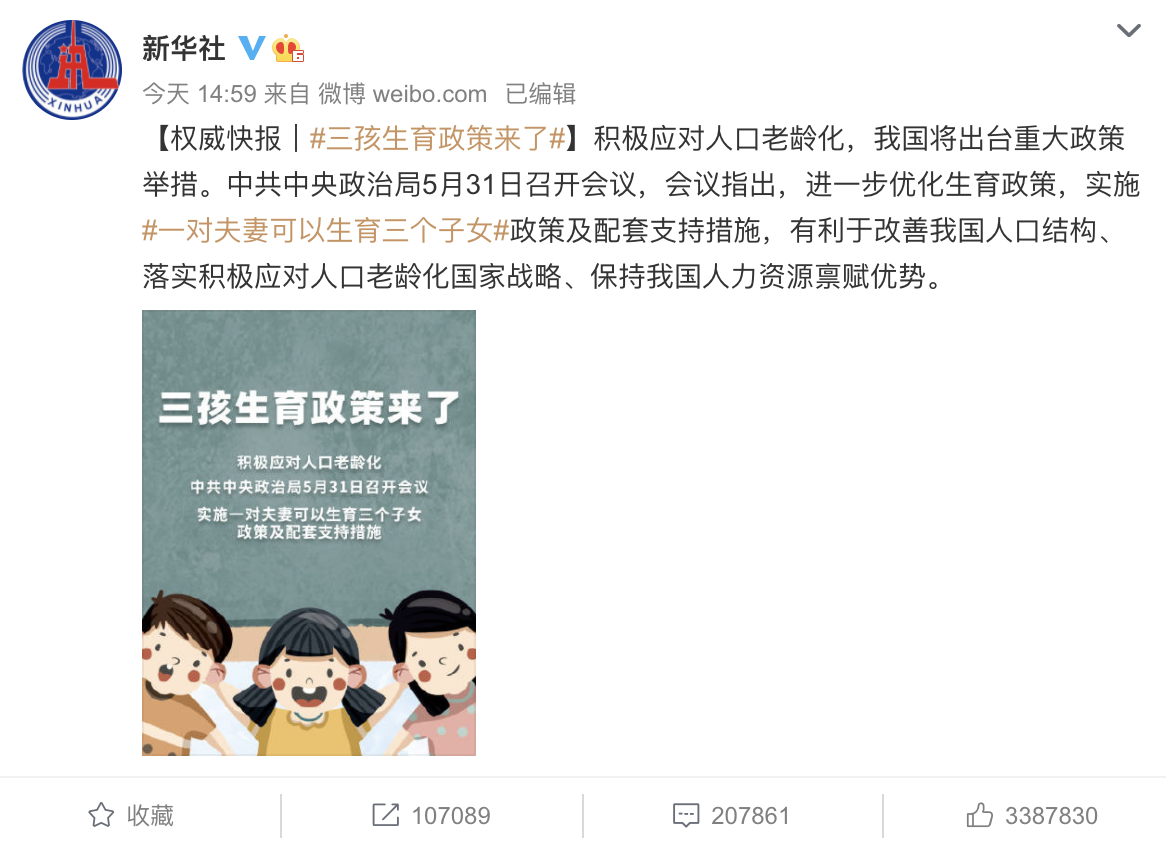 新华社
今天 14:59 来自 微博 weibo.com 已编辑
【权威快报｜#三孩生育政策来了#】积极应对人口老龄化，我国将出台重大政策
举措。中共中央政治局5月31日召开会议，会议指出，进一步优化生育政策，实施
#一对夫妻可以生育三个子女#政策及配套支持措施，有利于改善我国人口结构、
落实积极应对人口老龄化国家战略、保持我国人力资源禀赋优势。
三孩生育政策来了
积极应对人口老龄化
中共中央政治局5月31日召开会议
实施一对夫妻可以生育三个子女
政策及配套支持措施
收藏
107089
207861
3387830
XINHUA